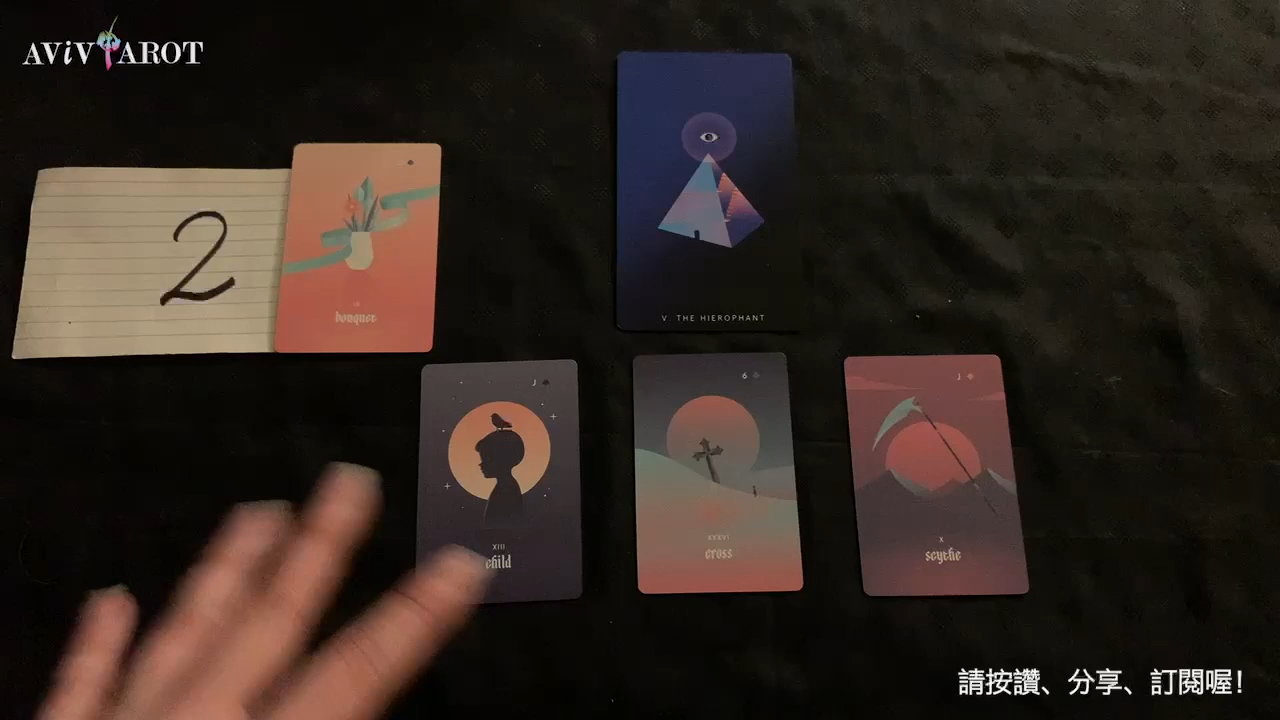 AViV TAROT
2
bouquet
V. THE HIEROPHANT
J
XIII
child
6
XXXVI
cross
J
X
scythe
請按讚、分享、訂閱喔!